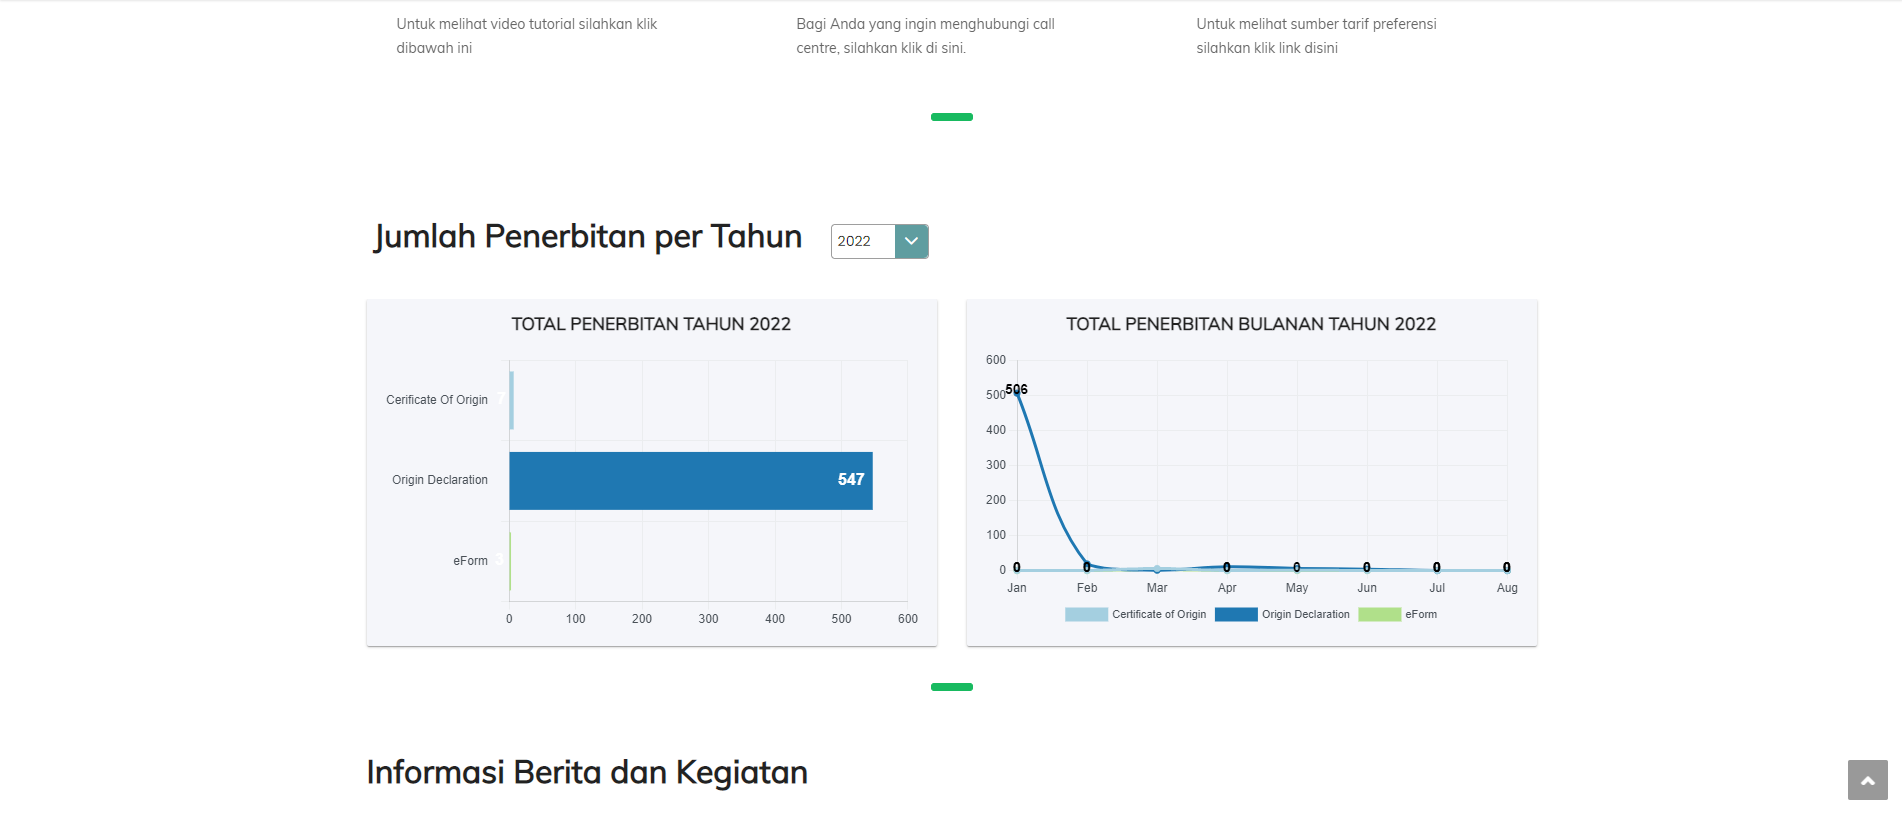 Untuk melihat video tutorial silahkan klik
dibawah ini
Bagi Anda yang ingin menghubungi call
centre, silahkan klik di sini.
Untuk melihat sumber tarif preferensi
silahkan klik link disini
Jumlah Penerbitan per Tahun
2022
TOTAL PENERBITAN TAHUN 2022
Cerificate Of Origin 7
Origin Declaration 547
eForm 3
0 100 200 300 400 500 600
TOTAL PENERBITAN BULANAN TAHUN 2022
600
500
400
300
200
100
0
506
0 0 0 0 0 0 0
Jan Feb Mar Apr May Jun Jul Aug
Certificate of Origin Origin Declaration eForm
Informasi Berita dan Kegiatan